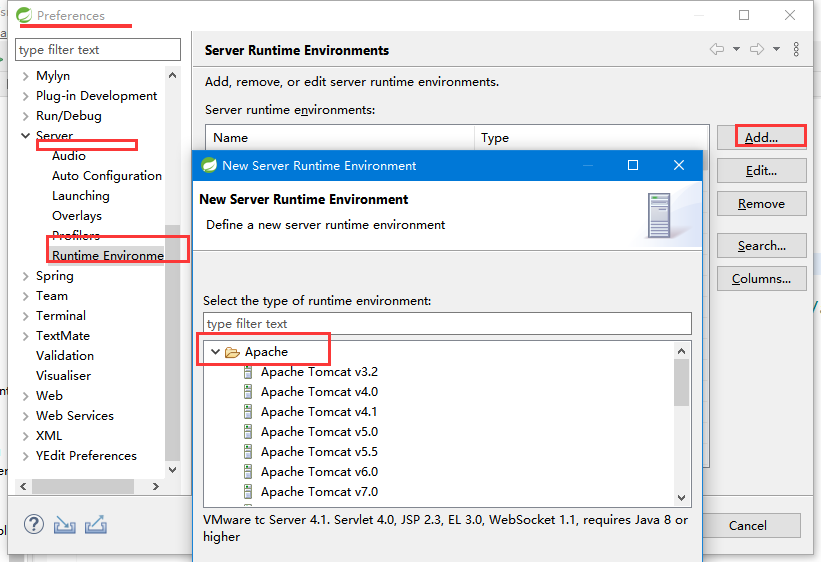 Preferences
type filter text
Mylyn
Plug-in Development
Run/Debug
Server
Audio
Auto Configuration
Launching
Overlays
Profilers
Runtime Environme
Spring
Team
Terminal
TextMate
Validation
Visualiser
Web
Web Services
XML
YEdit Preferences
Server Runtime Environments
Add, remove, or edit server runtime environments.
Server runtime environments:
Name Type
Add...
Edit...
Remove
Search...
Columns...
New Server Runtime Environment
New Server Runtime Environment
Define a new server runtime environment
Select the type of runtime environment:
type filter text
Apache
Apache Tomcat v3.2
Apache Tomcat v4.0
Apache Tomcat v4.1
Apache Tomcat v5.0
Apache Tomcat v5.5
Apache Tomcat v6.0
Apache Tomcat v7.0
VMware tc Server 4.1. Servlet 4.0, JSP 2.3, EL 3.0, WebSocket 1.1, requires Java 8 or
higher
Cancel